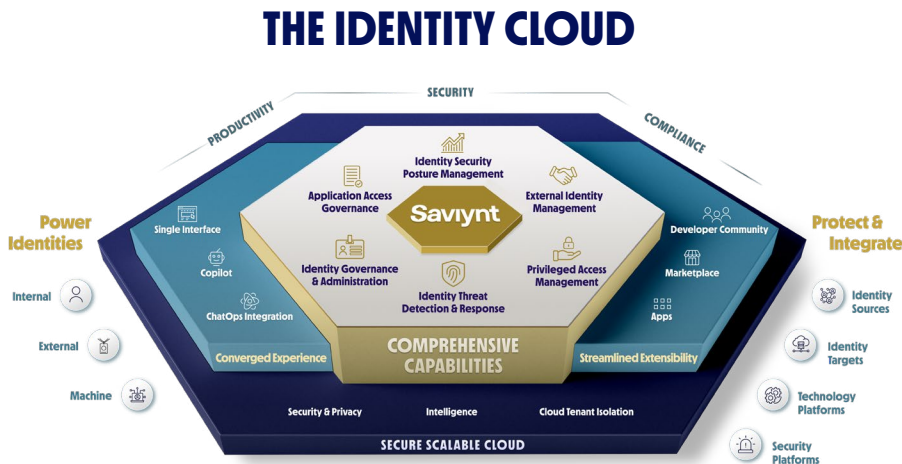 THE IDENTITY CLOUD
SECURITY
PRODUCTIVITY
COMPLIANCE
Identity Security
Posture Management
Application Access
Governance
External Identity
Management
Saviynt
Identity Governance
& Administration
Privileged Access
Management
Identity Threat
Detection & Response
COMPREHENSIVE
CAPABILITIES
Single Interface
Copilot
ChatOps Integration
Converged Experience
Developer Community
Marketplace
Apps
Streamlined Extensibility
Power
Identities
Internal
External
Machine
Protect &
Integrate
Identity
Sources
Identity
Targets
Technology
Platforms
Security
Platforms
Security & Privacy
Intelligence
Cloud Tenant Isolation
SECURE SCALABLE CLOUD